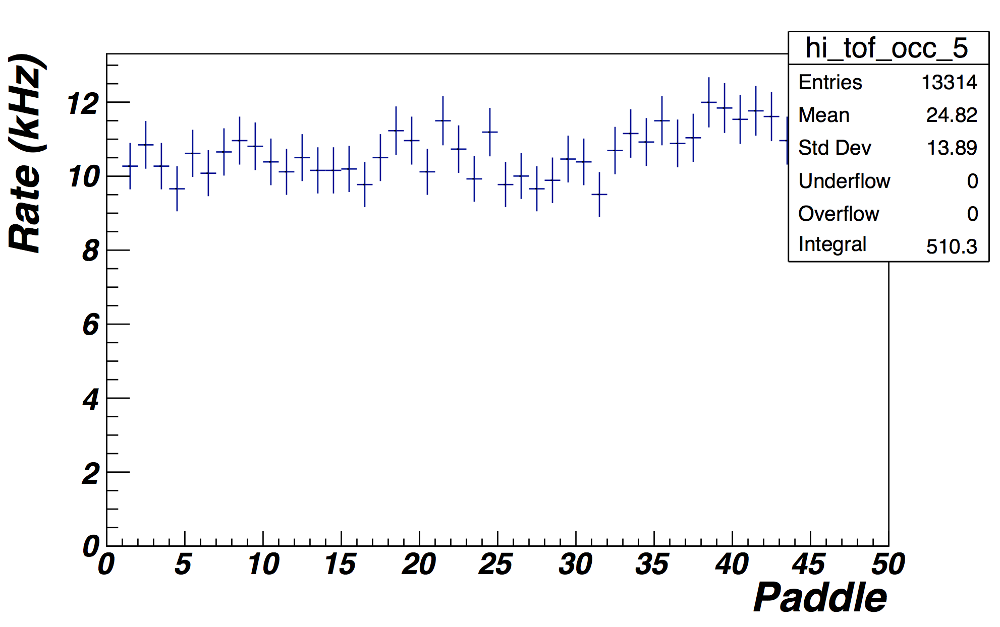 hi_tof_occ_5
Entries 13314
Mean 24.82
Std Dev 13.89
Underflow 0
Overflow 0
Integral 510.3
Rate (kHz)
12
10
8
6
4
2
0
0 5 10 15 20 25 30 35 40 45 50
Paddle